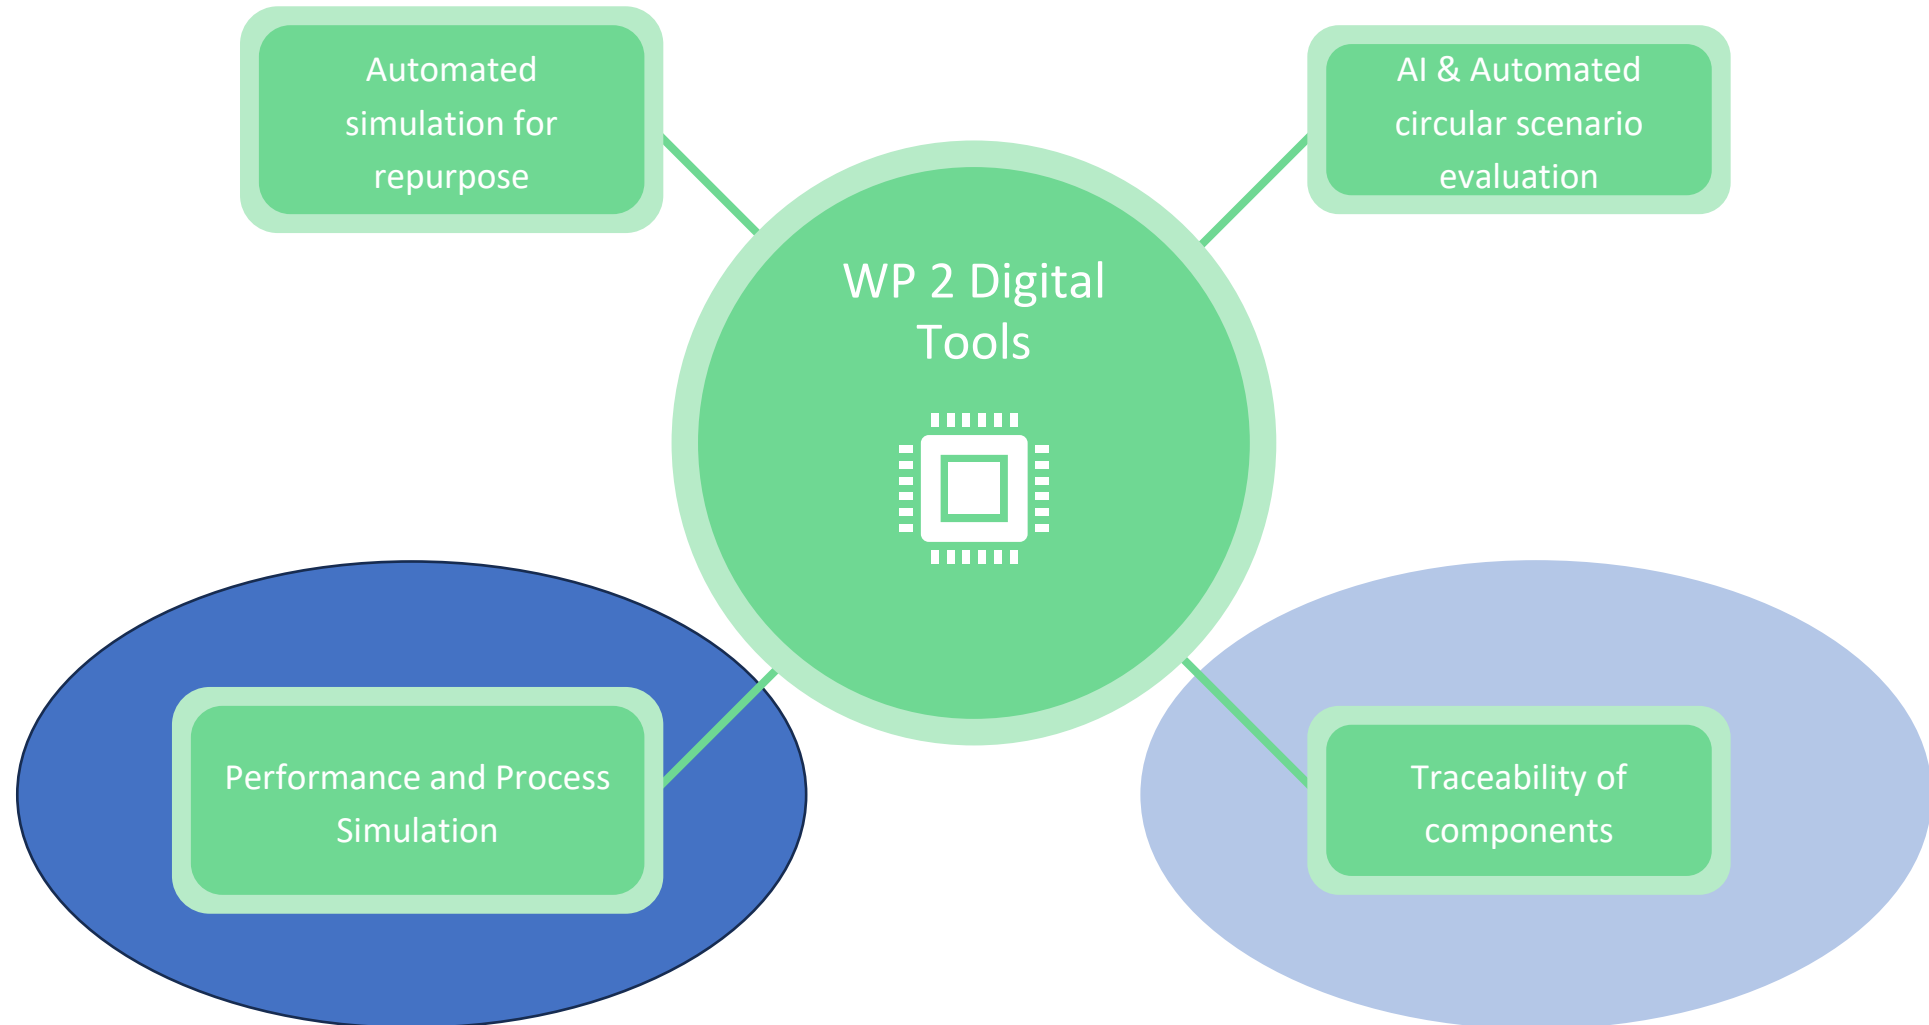 Automated
simulation for
repurpose
AI & Automated
circular scenario
evaluation
WP 2 Digital
Tools
Performance and Process
Simulation
Traceability of
components